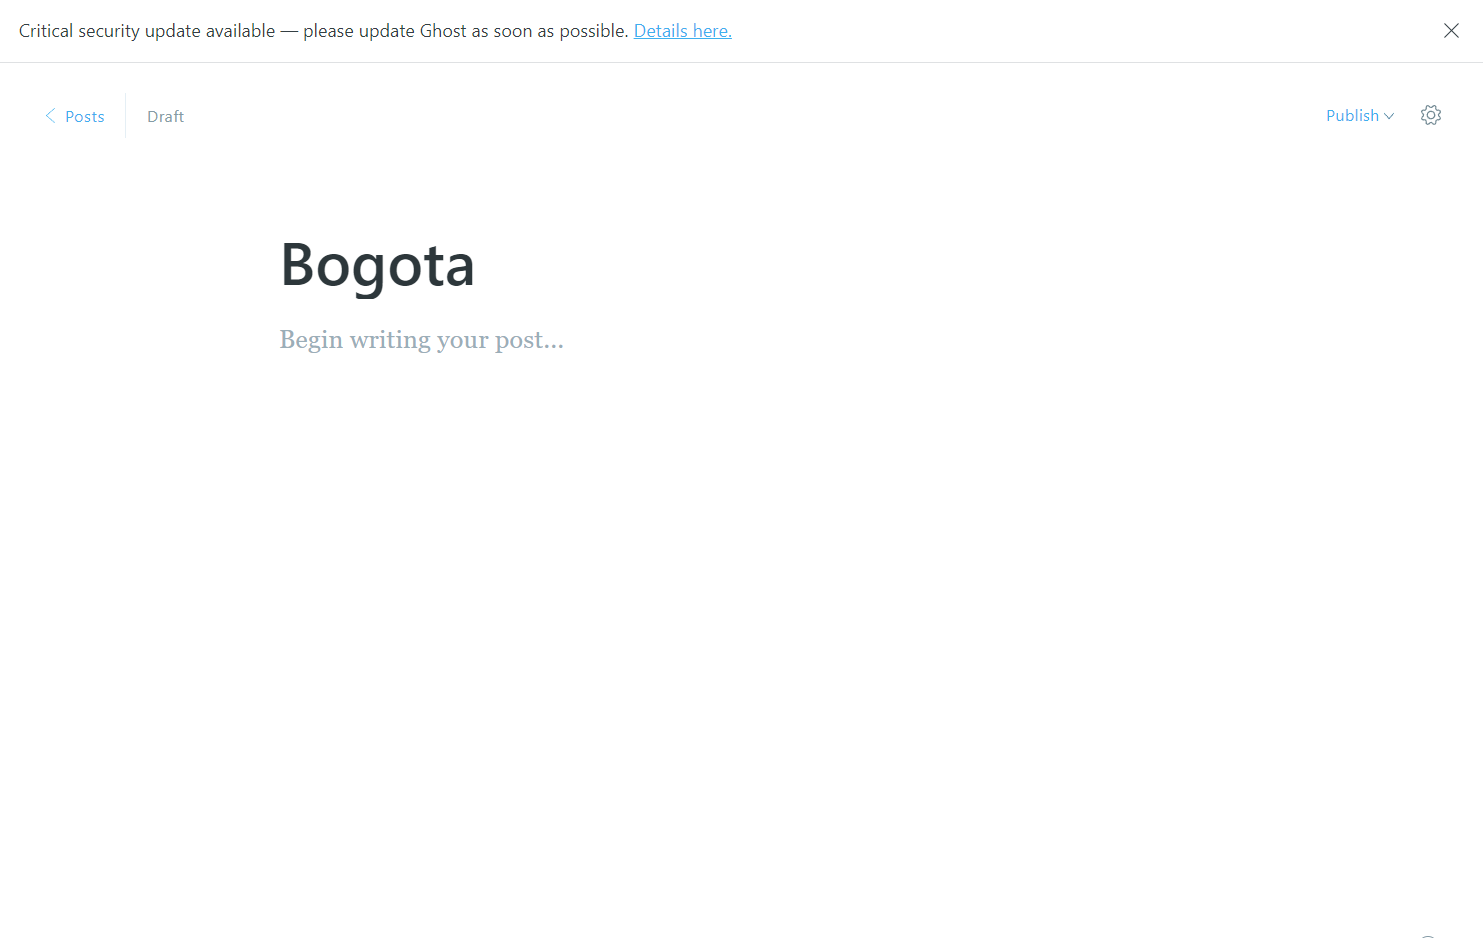 Critical security update available — please update Ghost as soon as possible. Details here.
Posts
Draft
Publish
Bogota
Begin writing your post...